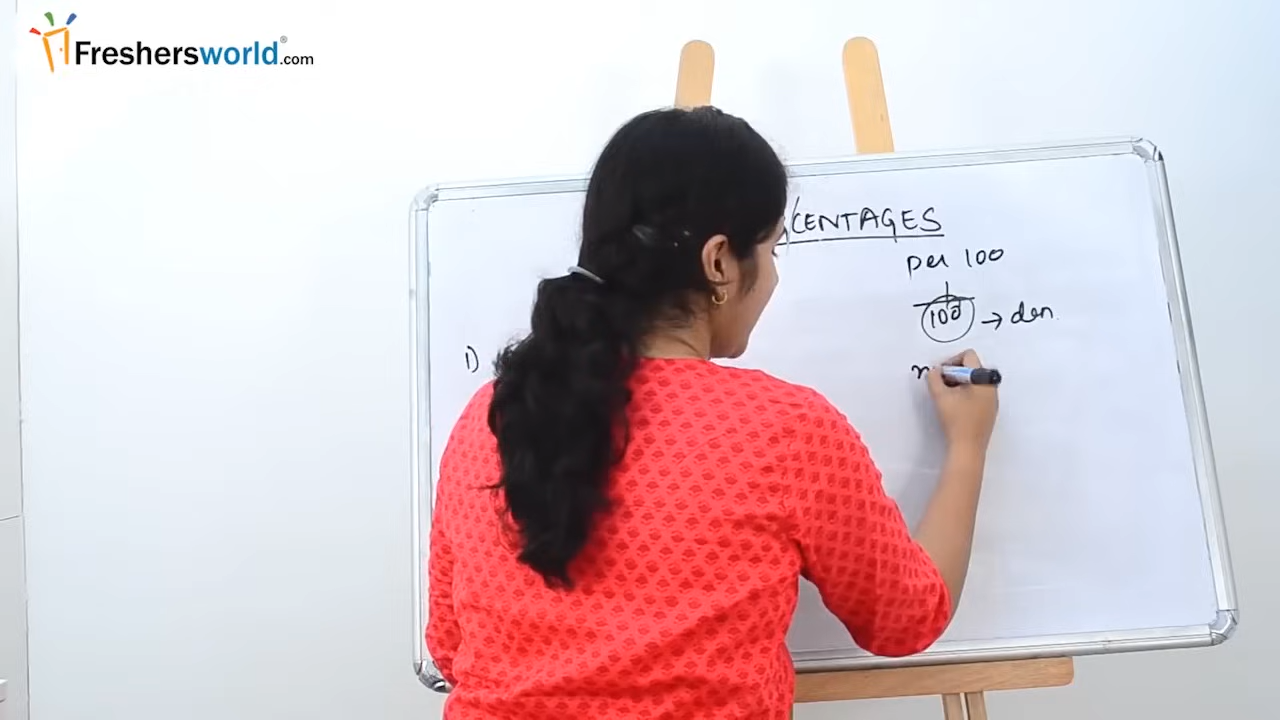 Freshersworld.com
CENTAGES
Per 100
100 → den.
1)